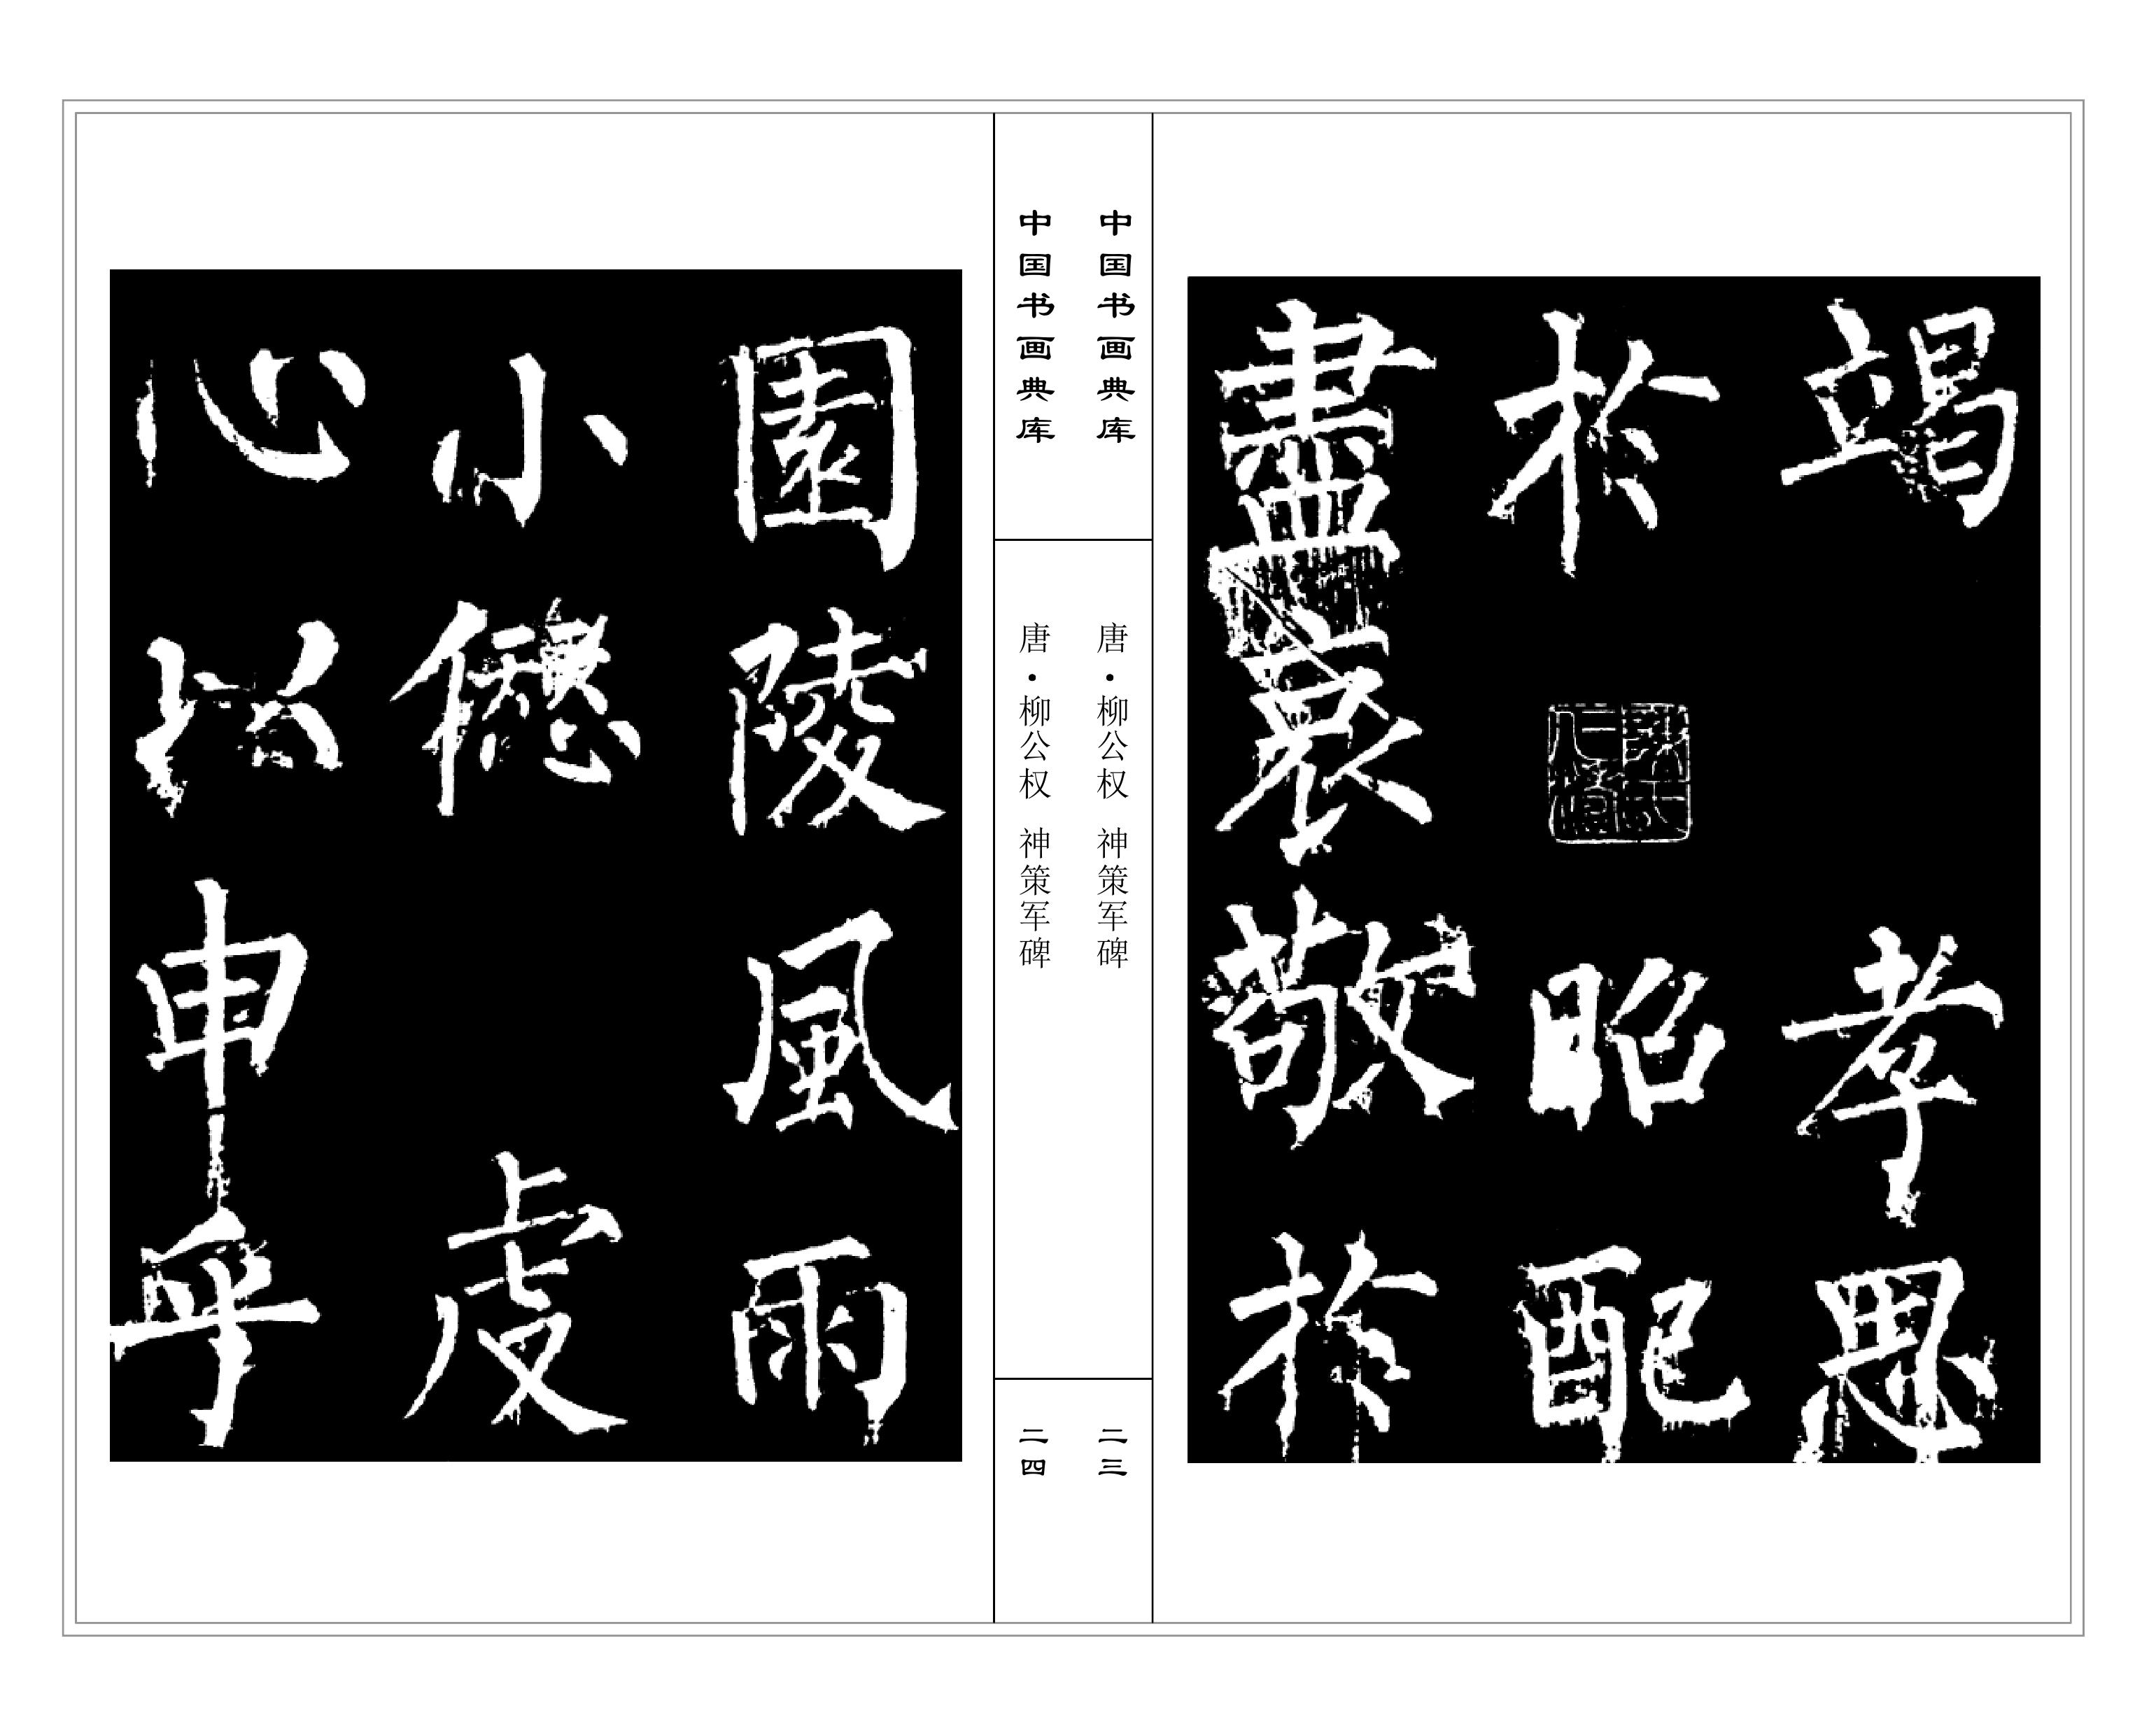 竭孝思
於昭配
盡哀敬於
中国书画典库
唐·柳公权 神策军碑
二三
中国书画典库
唐·柳公权 神策军碑
二四
園陵風雨
小愆虔
心以申乎